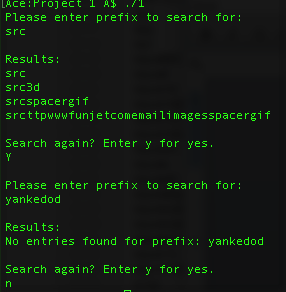 [Ace:Project 1 A$ ./1
Please enter prefix to search for:
src
Results:
src
src3d
srcspacergif
srcttpwwwfunjetcomemailimagesspacergif
Search again? Enter y for yes.
Y
Please enter prefix to search for:
yankedod
Results:
No entries found for prefix: yankedod
Search again? Enter y for yes.
n